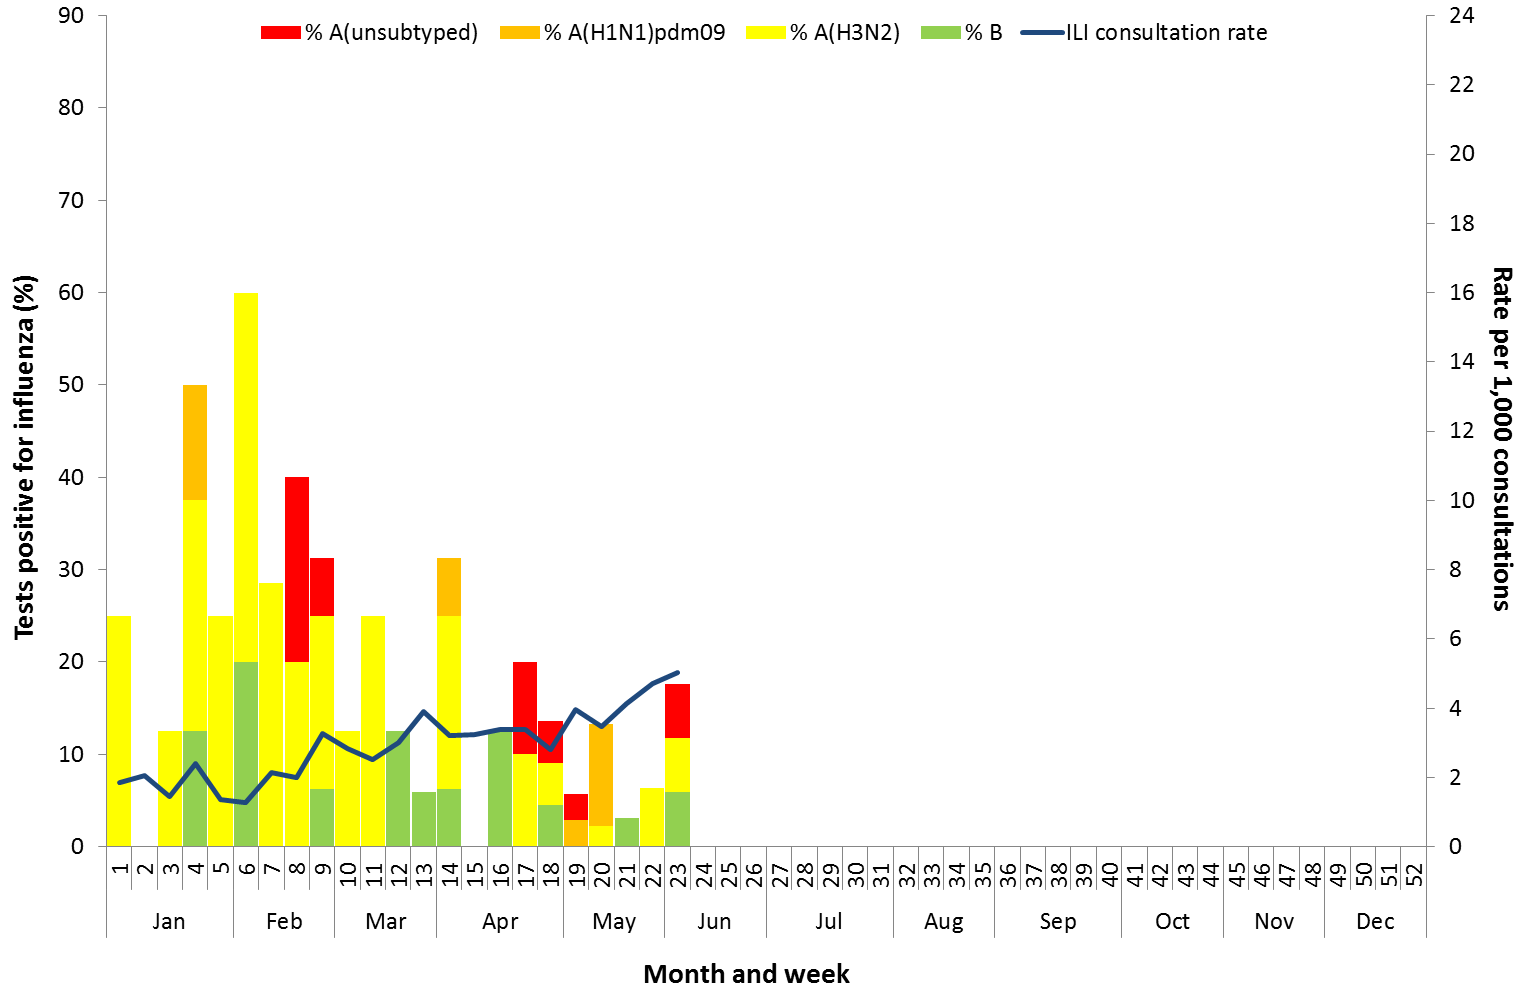 % A(unsubtyped) % A(H1N1)pdm09 % A(H3N2) % B ILI consultation rate
90 24
80 22
70 20
60 18
50 16
40 14
30 12
20 10
10 8
0 6
4
2
0
Tests positive for influenza (%)
Rate per 1,000 consultations
1 2 3 4 5 6 7 8 9 10 11 12 13 14 15 16 17 18 19 20 21 22 23 24 25 26 27 28 29 30 31 32 33 34 35 36 37 38 39 40 41 42 43 44 45 46 47 48 49 50 51 52
Jan Feb Mar Apr May Jun Jul Aug Sep Oct Nov Dec
Month and week